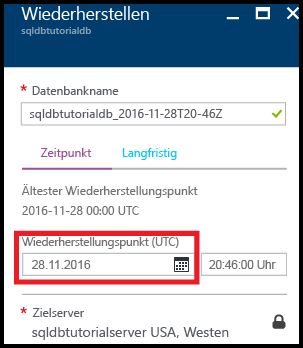 Wiederherstellen
sqldbtutorialdb
* Datenbankname
sqldbtutorialdb_2016-11-28T20-46Z
Zeitpunkt Langfristig
Ältester Wiederherstellungspunkt
2016-11-28 00:00 UTC
Wiederherstellungspunkt (UTC)
28.11.2016 20:46:00 Uhr
* Zielserver
sqldbtutorialserver USA, Westen